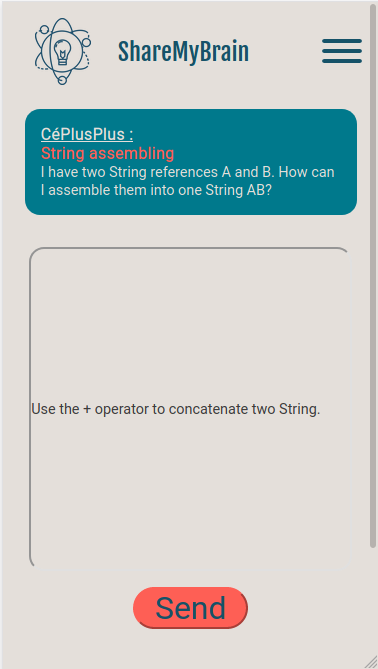 ShareMyBrain
CéPlusPlus :
String assembling
I have two String references A and B. How can
I assemble them into one String AB?
Use the + operator to concatenate two String.
Send